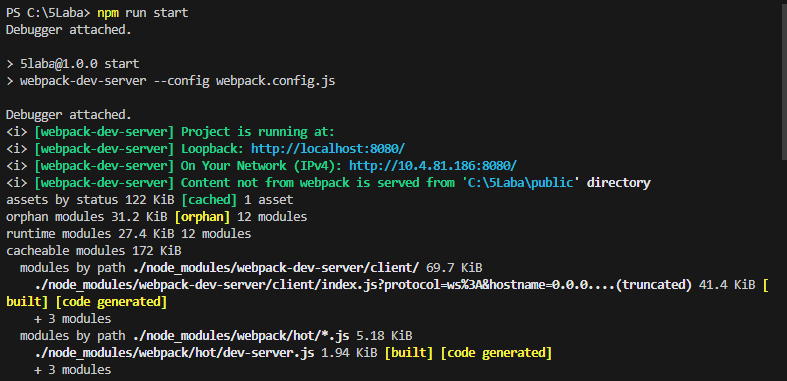 PS C:\5Laba> npm run start
Debugger attached.
> 5laba@1.0.0 start
> webpack-dev-server --config webpack.config.js
Debugger attached.
<i> [webpack-dev-server] Project is running at:
<i> [webpack-dev-server] Loopback: http://localhost:8080/
<i> [webpack-dev-server] On Your Network (IPv4): http://10.4.81.186:8080/
<i> [webpack-dev-server] Content not from webpack is served from 'C:\5Laba\public' directory
assets by status 122 KiB [cached] 1 asset
orphan modules 31.2 KiB [orphan] 12 modules
runtime modules 27.4 KiB 12 modules
cacheable modules 172 KiB
  modules by path ./node_modules/webpack-dev-server/client/ 69.7 KiB
    ./node_modules/webpack-dev-server/client/index.js?protocol=ws%3A&hostname=0.0.0....(truncated) 41.4 KiB [
built] [code generated]
    + 3 modules
  modules by path ./node_modules/webpack/hot/*.js 5.18 KiB
    ./node_modules/webpack/hot/dev-server.js 1.94 KiB [built] [code generated]
    + 3 modules